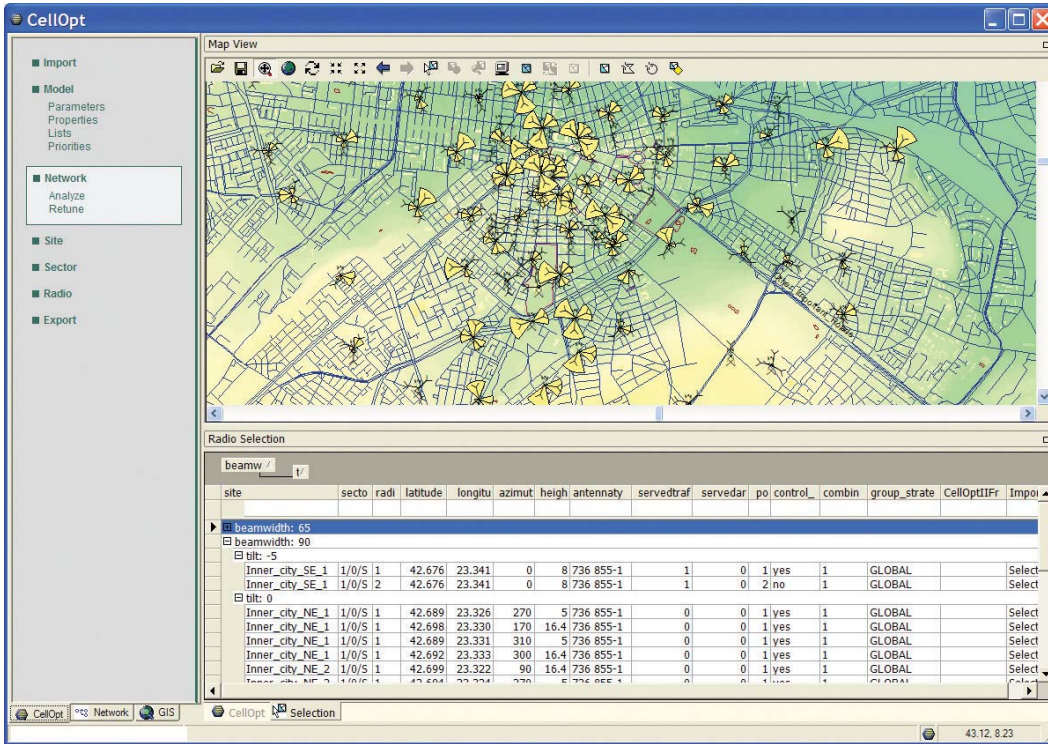 CellOpt
Import
Model
Parameters
Properties
Lists
Priorities
Network
Analyze
Retune
Site
Sector
Radio
Export
Map View
Radio Selection
beamw
t
site secto radi latitude longitu azimut heigh antennaty servedtraf servedar po control_ combin group_strate CellOptIIFr Impor
beamwidth: 65
beamwidth: 90
tilt: -5
Inner_city_SE_1 1/0/S 1 42.676 23.341 0 8 736 855-1 1 0 1 yes 1 GLOBAL Select
Inner_city_SE_1 1/0/S 2 42.676 23.341 0 8 736 855-1 1 0 2 no 1 GLOBAL Select
tilt: 0
Inner_city_NE_1 1/0/S 1 42.689 23.326 270 5 736 855-1 0 0 1 yes 1 GLOBAL Select
Inner_city_NE_1 1/0/S 1 42.698 23.330 170 16.4 736 855-1 0 0 1 yes 1 GLOBAL Select
Inner_city_NE_1 1/0/S 1 42.689 23.331 310 5 736 855-1 0 0 1 yes 1 GLOBAL Select
Inner_city_NE_1 1/0/S 1 42.692 23.333 300 16.4 736 855-1 0 0 1 yes 1 GLOBAL Select
Inner_city_NE_2 1/0/S 1 42.699 23.322 90 16.4 736 855-1 0 0 1 yes 1 GLOBAL Select
CellOpt Network GIS
CellOpt Selection
43.12, 8.23